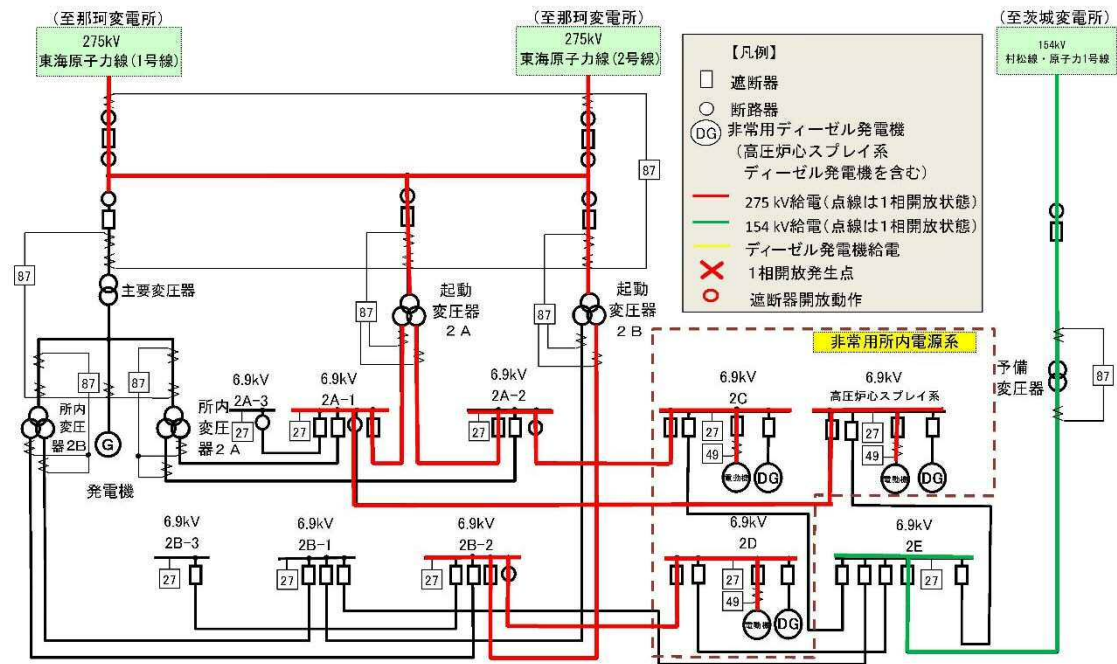 (至那珂変電所)
275kV
東海原子力線(1号線)
(至那珂変電所)
275kV
東海原子力線(2号線)
(至茨城変電所)
154kV
村松線・原子力1号線
【凡例】
遮断器
断路器
DG
非常用ディーゼル発電機
(高圧炉心スプレイ系
ディーゼル発電機を含む)
275 kV給電(点線は1相開放状態)
154 kV給電(点線は1相開放状態)
ディーゼル発電機給電
1相開放発生点
遮断器開放動作
87
87
87
87
87
87
87
主要変圧器
起動
変圧器
2A
起動
変圧器
2B
予備
変圧器
所内
変圧
器2B
G
発電機
所内
変圧
器2A
非常用所内電源系
6.9kV
2A-3
27
6.9kV
2A-1
27
6.9kV
2A-2
27
6.9kV
2C
27
49
電動機
DG
6.9kV
高圧炉心スプレイ系
27
49
電動機
DG
6.9kV
2B-3
27
6.9kV
2B-1
27
6.9kV
2B-2
27
6.9kV
2D
27
49
電動機
DG
6.9kV
2E
27